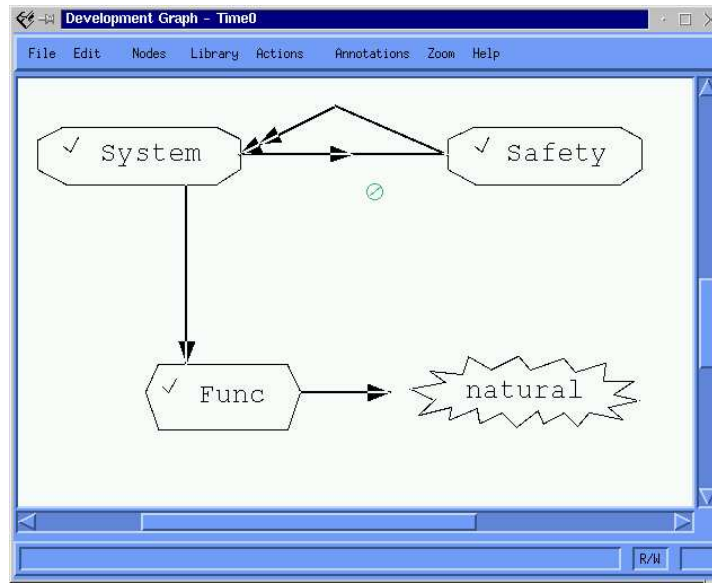 Development Graph - Time0
File Edit Nodes Library Actions Annotations Zoom Help
System Safety
Func natural
R/W